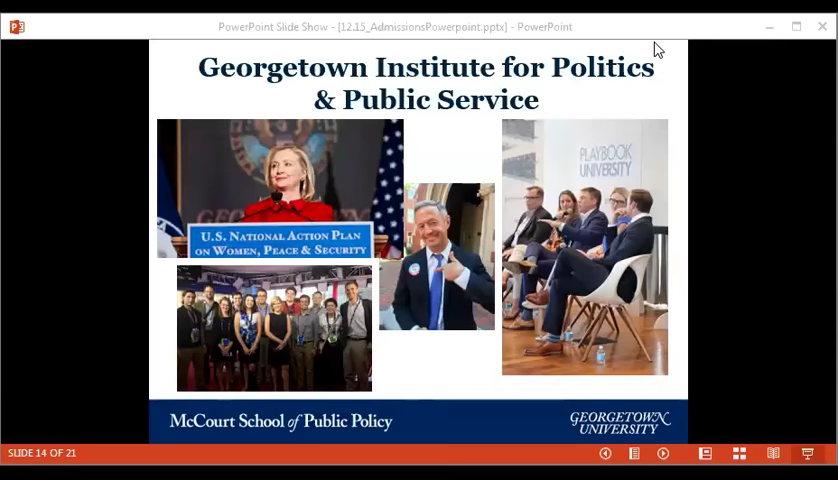 PowerPoint Slide Show - [12.15_AdmissionsPowerpoint.pptx] - PowerPoint
Georgetown Institute for Politics
& Public Service
PLAYBOOK
UNIVERSITY
U.S. NATIONAL ACTION PLAN
ON WOMEN, PEACE & SECURITY
McCourt School of Public Policy
GEORGETOWN
UNIVERSITY
SLIDE 14 OF 21